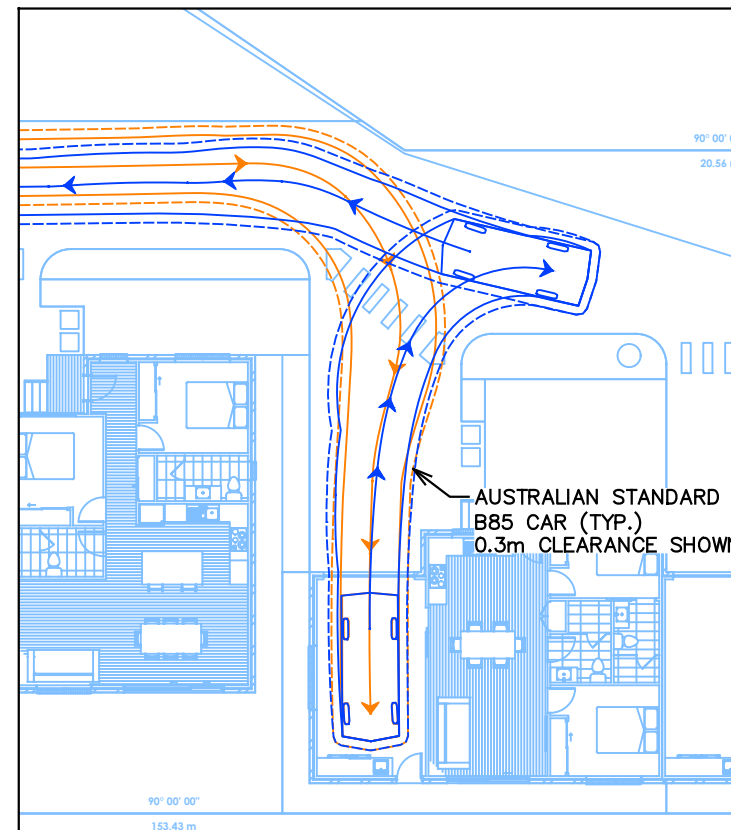 90° 00'
20.56
AUSTRALIAN STANDARD
B85 CAR (TYP.)
0.3m CLEARANCE SHOWN
90° 00' 00"
153.43 m